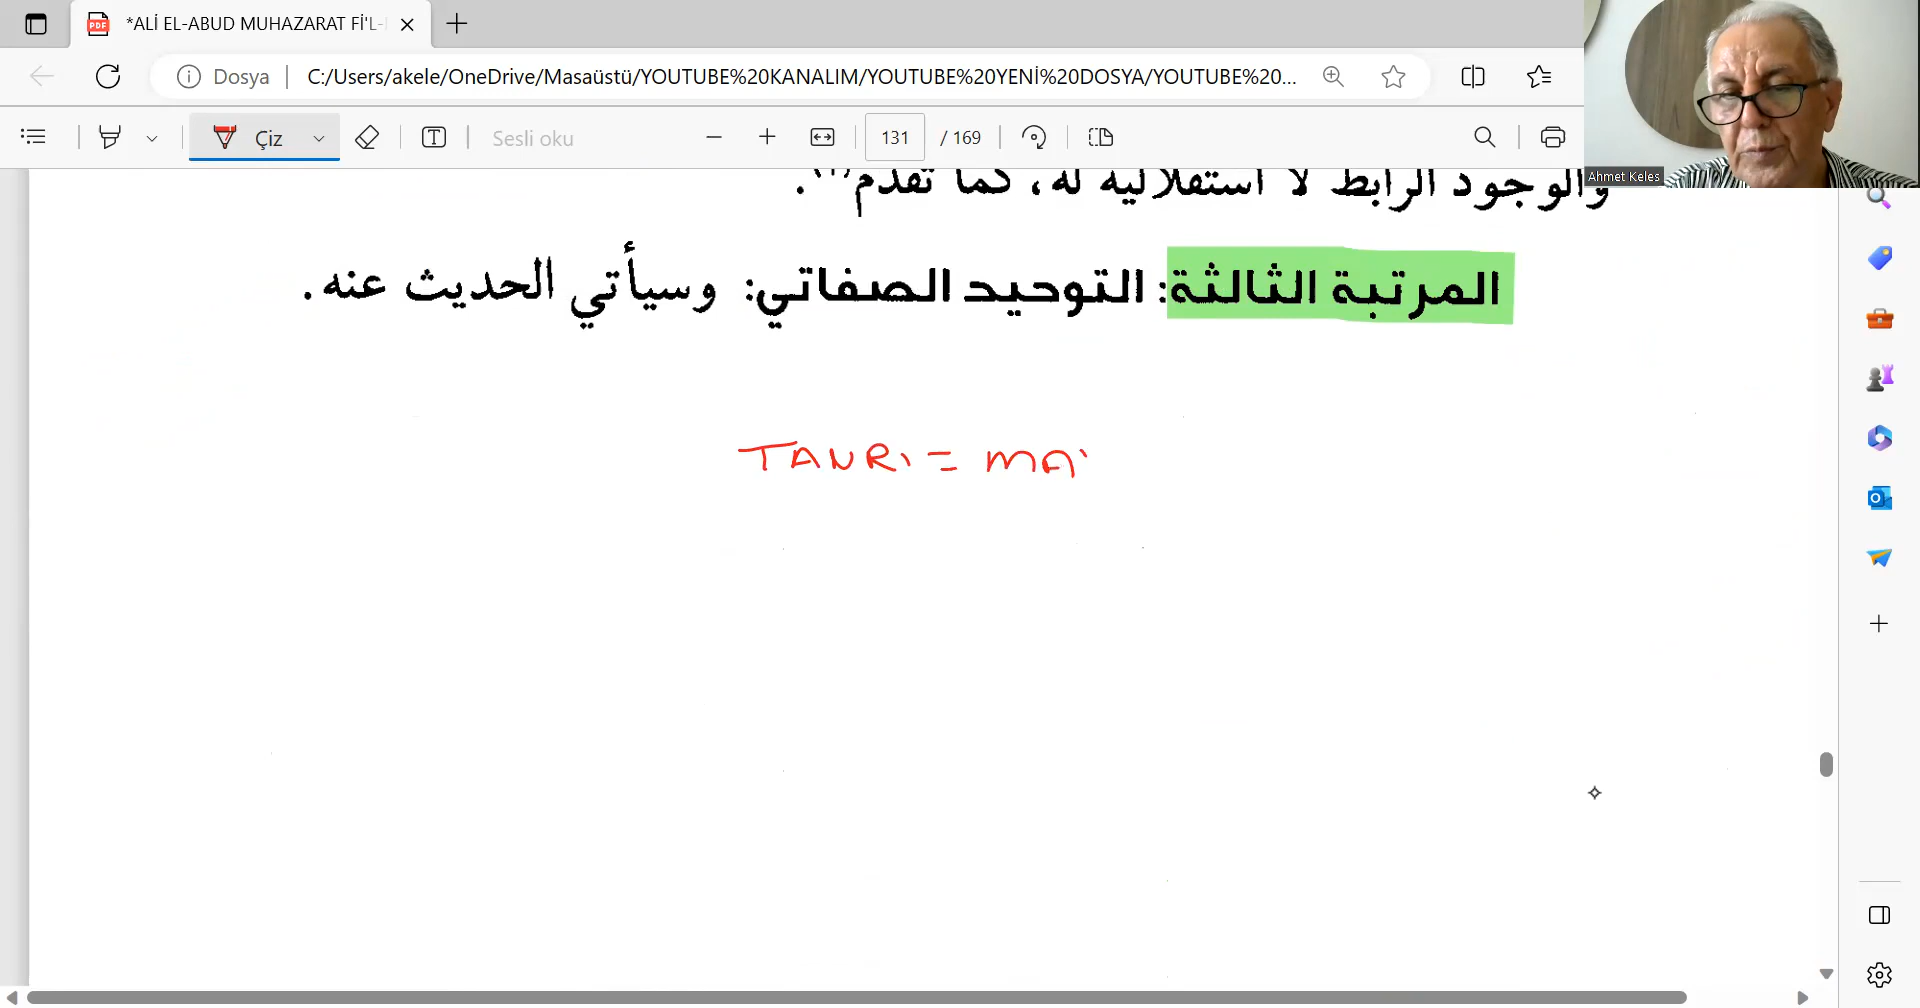 *ALİ EL-ABUD MUHAZARAT Fİ'L-
Dosya
C:/Users/akele/OneDrive/Masaüstü/YOUTUBE%20KANALIM/YOUTUBE%20YENİ%20DOSYA/YOUTUBE%20...
Çiz
Sesli oku
131 / 169
Ahmet Keles
والوجود الرابط لا استقلالية له، كما تقدم(١).
المرتبة الثالثة: التوحيد الصفاتي: وسيأتي الحديث عنه.
TANRI = MA